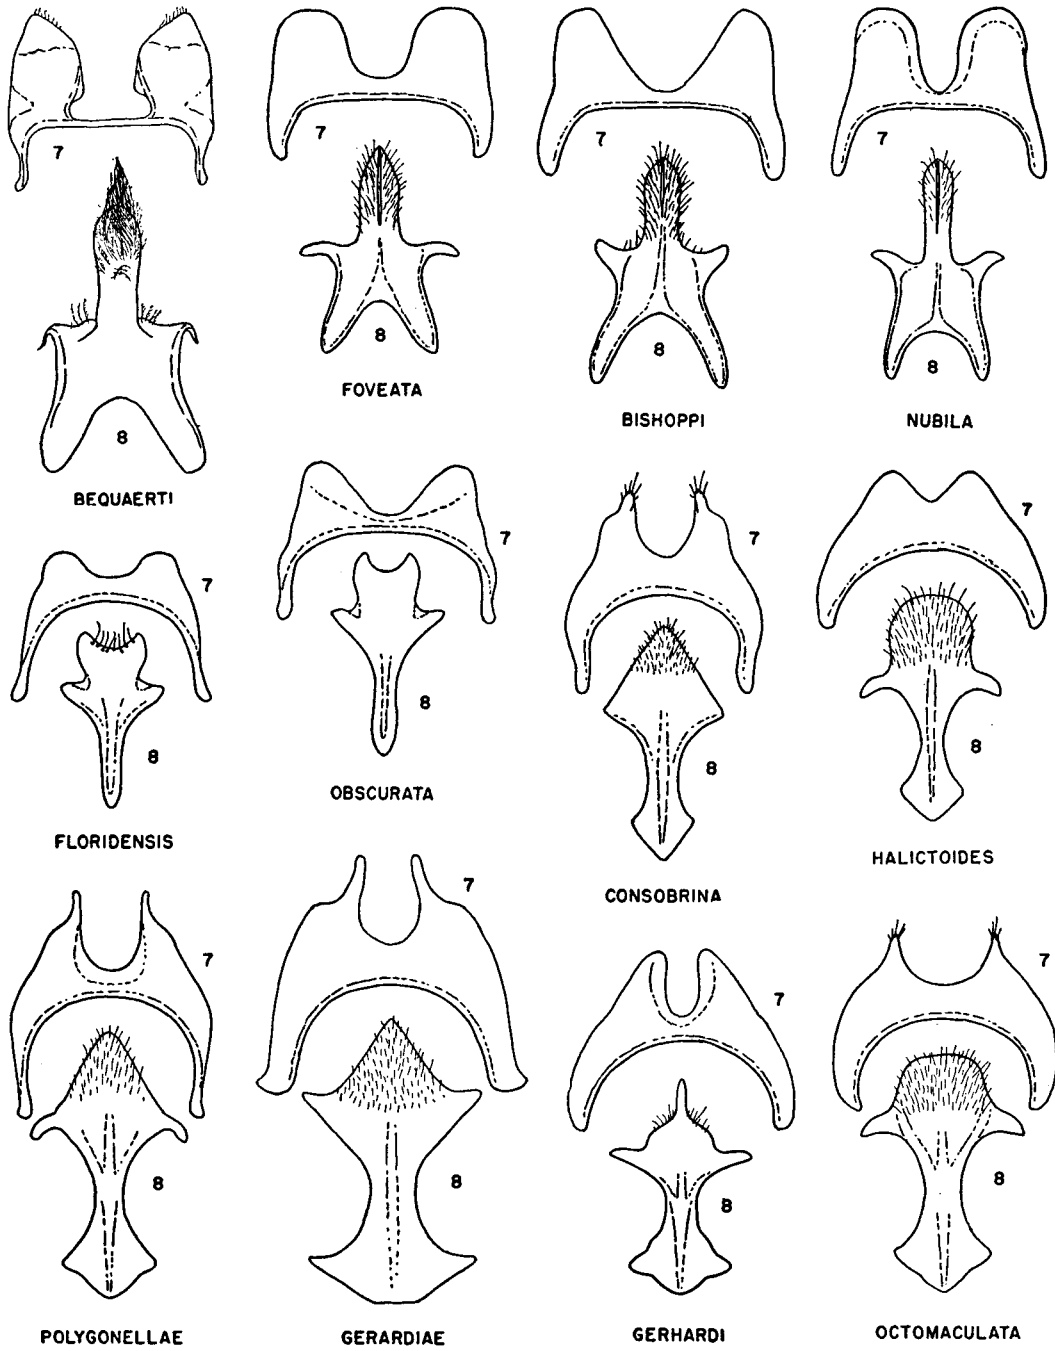 7
7
7
7
8
8
8
8
BEQUAERTI
FOVEATA
BISHOPPI
NUBILA
7
7
7
7
8
8
8
8
FLORIDENSIS
OBSCURATA
CONSOBRINA
HALICTOIDES
7
7
7
7
8
8
8
8
POLYGONELLAE
GERARDIAE
GERHARDI
OCTOMACULATA